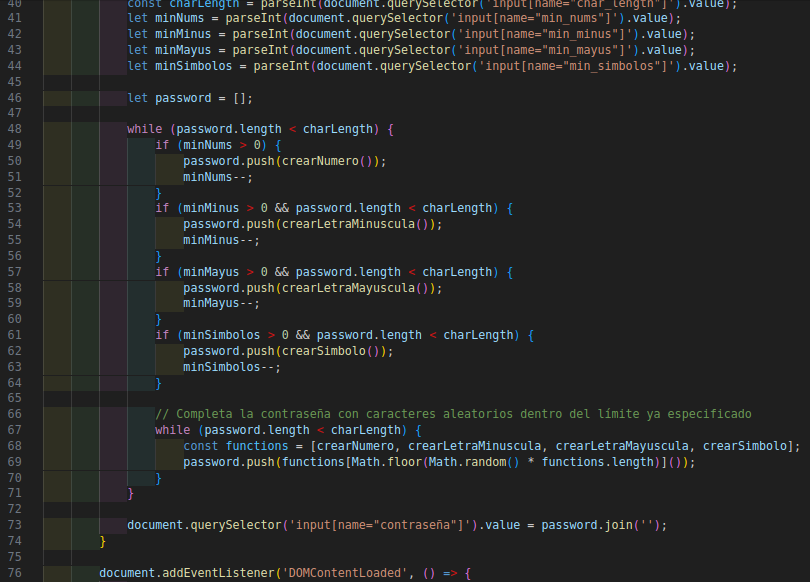 40 const charLength = parseInt(document.querySelector('input[name="char_length"]').value);
41 let minNums = parseInt(document.querySelector('input[name="min_nums"]').value);
42 let minMinus = parseInt(document.querySelector('input[name="min_minus"]').value);
43 let minMayus = parseInt(document.querySelector('input[name="min_mayus"]').value);
44 let minSimbolos = parseInt(document.querySelector('input[name="min_simbolos"]').value);
45
46 let password = [];
47
48 while (password.length < charLength) {
49 if (minNums > 0) {
50 password.push(crearNumero());
51 minNums--;
52 }
53 if (minMinus > 0 && password.length < charLength) {
54 password.push(crearLetraMinuscula());
55 minMinus--;
56 }
57 if (minMayus > 0 && password.length < charLength) {
58 password.push(crearLetraMayuscula());
59 minMayus--;
60 }
61 if (minSimbolos > 0 && password.length < charLength) {
62 password.push(crearSimbolo());
63 minSimbolos--;
64 }
65
66 // Completa la contraseña con caracteres aleatorios dentro del límite ya especificado
67 while (password.length < charLength) {
68 const functions = [crearNumero, crearLetraMinuscula, crearLetraMayuscula, crearSimbolo];
69 password.push(functions[Math.floor(Math.random() * functions.length)]());
70 }
71 }
72
73 document.querySelector('input[name="contraseña"]').value = password.join('');
74 }
75
76 document.addEventListener('DOMContentLoaded', () => {